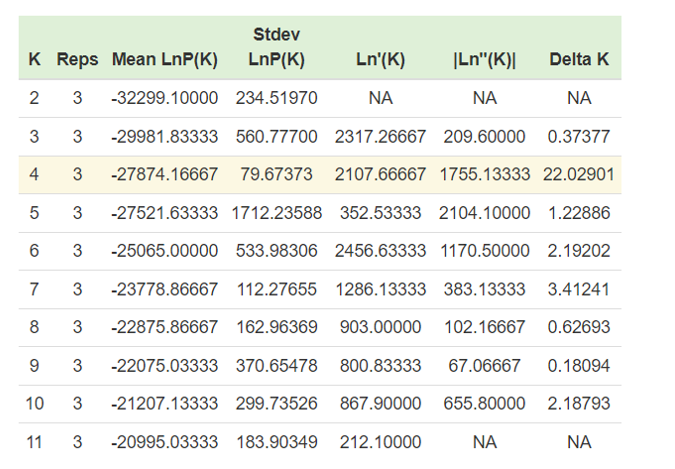 Stdev
K Reps Mean LnP(K) LnP(K) Ln'(K) |Ln''(K)| Delta K
2 3 -32299.10000 234.51970 NA NA NA
3 3 -29981.83333 560.77700 2317.26667 209.60000 0.37377
4 3 -27874.16667 79.67373 2107.66667 1755.13333 22.02901
5 3 -27521.63333 1712.23588 352.53333 2104.10000 1.22886
6 3 -25065.00000 533.98306 2456.63333 1170.50000 2.19202
7 3 -23778.86667 112.27655 1286.13333 383.13333 3.41241
8 3 -22875.86667 162.96369 903.00000 102.16667 0.62693
9 3 -22075.03333 370.65478 800.83333 67.06667 0.18094
10 3 -21207.13333 299.73526 867.90000 655.80000 2.18793
11 3 -20995.03333 183.90349 212.10000 NA NA